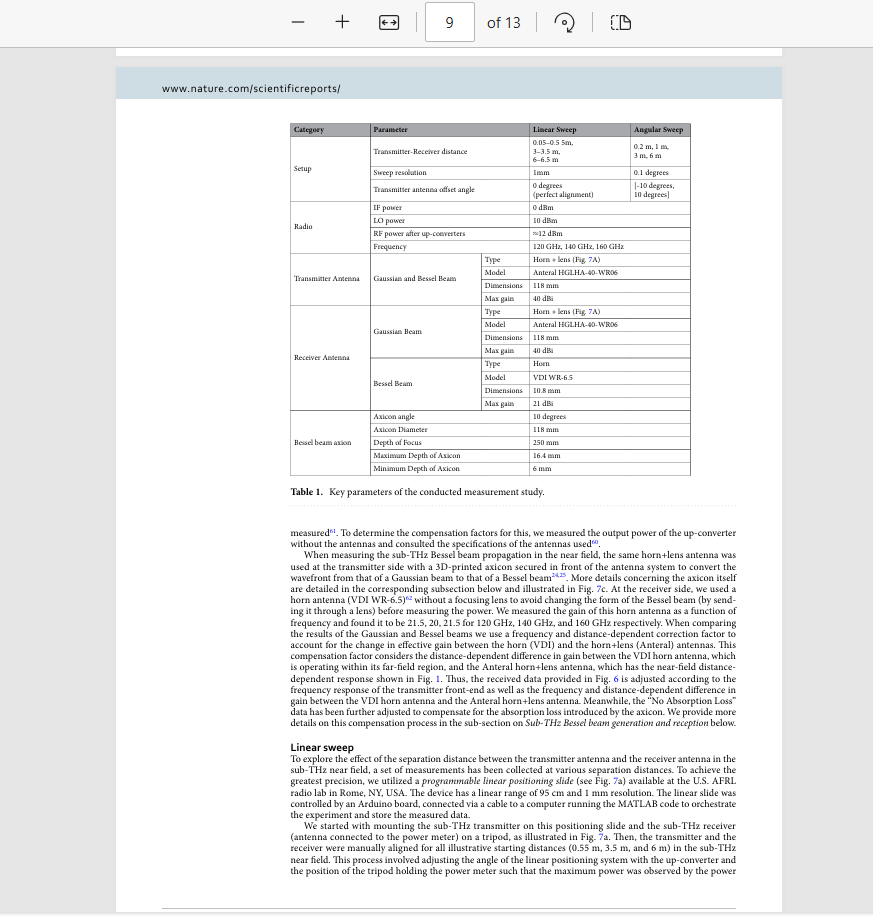 9 of 13
www.nature.com/scientificreports/
Category Parameter Linear Sweep Angular Sweep
Setup
Transmitter-Receiver distance
0.05–0.5 5m,
3–3.5 m,
6–6.5 m
0.2 m, 1 m,
3 m, 6 m
Sweep resolution 1mm 0.1 degrees
Transmitter antenna offset angle
0 degrees
(perfect alignment)
[-10 degrees,
10 degrees]
Radio
IF power 0 dBm
LO power 10 dBm
RF power after up-converters ≈12 dBm
Frequency 120 GHz, 140 GHz, 160 GHz
Transmitter Antenna Gaussian and Bessel Beam
Type Horn + lens (Fig. 7A)
Model Anteral HGLHA-40-WR06
Dimensions 118 mm
Max gain 40 dBi
Receiver Antenna
Gaussian Beam
Type Horn + lens (Fig. 7A)
Model Anteral HGLHA-40-WR06
Dimensions 118 mm
Max gain 40 dBi
Bessel Beam
Type Horn
Model VDI WR-6.5
Dimensions 10.8 mm
Max gain 21 dBi
Bessel beam axion
Axicon angle 10 degrees
Axicon Diameter 118 mm
Depth of Focus 250 mm
Maximum Depth of Axicon 16.4 mm
Minimum Depth of Axicon 6 mm
Table 1. Key parameters of the conducted measurement study.
measured61. To determine the compensation factors for this, we measured the output power of the up-converter
without the antennas and consulted the specifications of the antennas used60.
When measuring the sub-THz Bessel beam propagation in the near field, the same horn+lens antenna was
used at the transmitter side with a 3D-printed axicon secured in front of the antenna system to convert the
wavefront from that of a Gaussian beam to that of a Bessel beam24,25. More details concerning the axicon itself
are detailed in the corresponding subsection below and illustrated in Fig. 7c. At the receiver side, we used a
horn antenna (VDI WR-6.5)62 without a focusing lens to avoid changing the form of the Bessel beam (by send-
ing it through a lens) before measuring the power. We measured the gain of this horn antenna as a function of
frequency and found it to be 21.5, 20, 21.5 for 120 GHz, 140 GHz, and 160 GHz respectively. When comparing
the results of the Gaussian and Bessel beams we use a frequency and distance-dependent correction factor to
account for the change in effective gain between the horn (VDI) and the horn+lens (Anteral) antennas. This
compensation factor considers the distance-dependent difference in gain between the VDI horn antenna, which
is operating within its far-field region, and the Anteral horn+lens antenna, which has the near-field distance-
dependent response shown in Fig. 1. Thus, the received data provided in Fig. 6 is adjusted according to the
frequency response of the transmitter front-end as well as the frequency and distance-dependent difference in
gain between the VDI horn antenna and the Anteral horn+lens antenna. Meanwhile, the “No Absorption Loss”
data has been further adjusted to compensate for the absorption loss introduced by the axicon. We provide more
details on this compensation process in the sub-section on Sub-THz Bessel beam generation and reception below.
Linear sweep
To explore the effect of the separation distance between the transmitter antenna and the receiver antenna in the
sub-THz near field, a set of measurements has been collected at various separation distances. To achieve the
greatest precision, we utilized a programmable linear positioning slide (see Fig. 7a) available at the U.S. AFRL
radio lab in Rome, NY, USA. The device has a linear range of 95 cm and 1 mm resolution. The linear slide was
controlled by an Arduino board, connected via a cable to a computer running the MATLAB code to orchestrate
the experiment and store the measured data.
We started with mounting the sub-THz transmitter on this positioning slide and the sub-THz receiver
(antenna connected to the power meter) on a tripod, as illustrated in Fig. 7a. Then, the transmitter and the
receiver were manually aligned for all illustrative starting distances (0.55 m, 3.5 m, and 6 m) in the sub-THz
near field. This process involved adjusting the angle of the linear positioning system with the up-converter and
the position of the tripod holding the power meter such that the maximum power was observed by the power